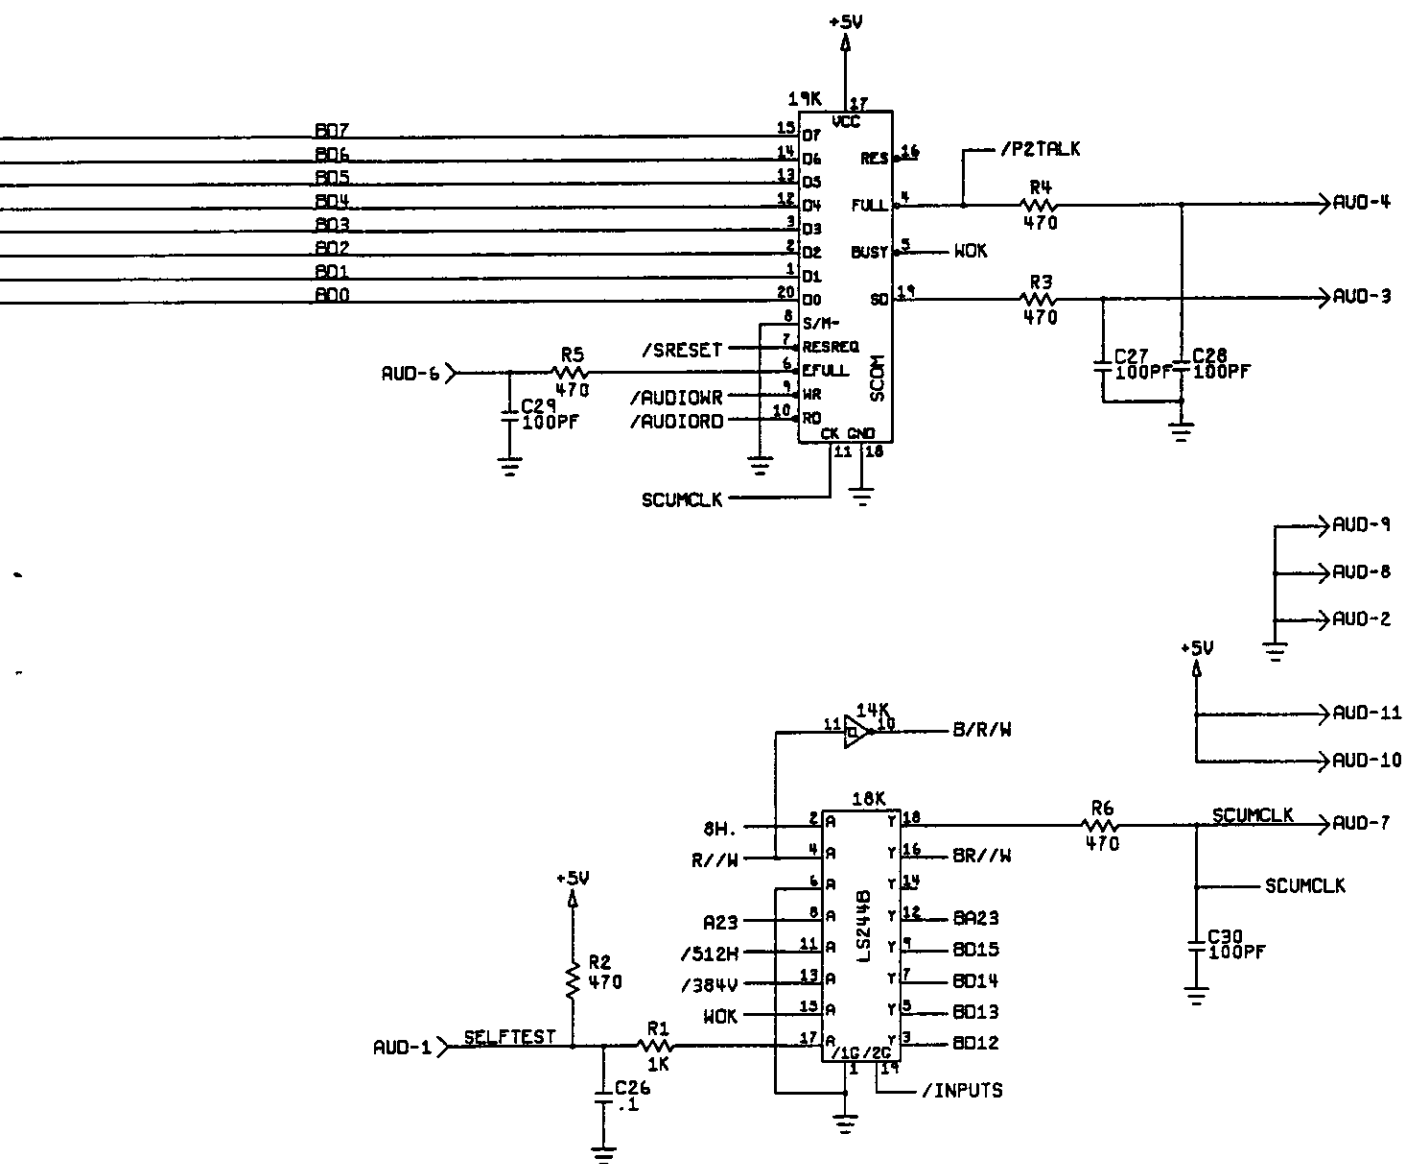 +5V
19K
17
VCC
BD7 15 D7
BD6 14 D6 RES 16 /P2TALK
BD5 13 D5 R4
BD4 12 D4 FULL 4 AUD-4
470
BD3 3 D3
BD2 2 D2 BUSY 5 WOK
BD1 1 D1 R3
BD0 20 D0 SD 19 AUD-3
470
8 S/M-
/SRESET 7 RESREQ
R5
AUD-6 6 EFULL
470
C27
100PF
C28
100PF
SCOM
/AUDIOWR 9 WR
C29
100PF
/AUDIORD 10 RD
CK GND
11 18
SCUMCLK
AUD-9
AUD-8
AUD-2
+5V
14K
11 10 B/R/W
AUD-11
AUD-10
18K
R6
8H. 2 A Y 18 SCUMCLK AUD-7
470
R//W 4 A Y 16 BR//W
6 A Y 14 SCUMCLK
+5V
A23 8 A Y 12 BA23
LS244B
/512H 11 A Y 9 BD15
C30
100PF
R2
470
/384V 13 A Y 7 BD14
WOK 15 A Y 5 BD13
AUD-1 SELFTEST R1 17 A Y 3 BD12
1K
/1G /2G
1 19
C26
.1
/INPUTS